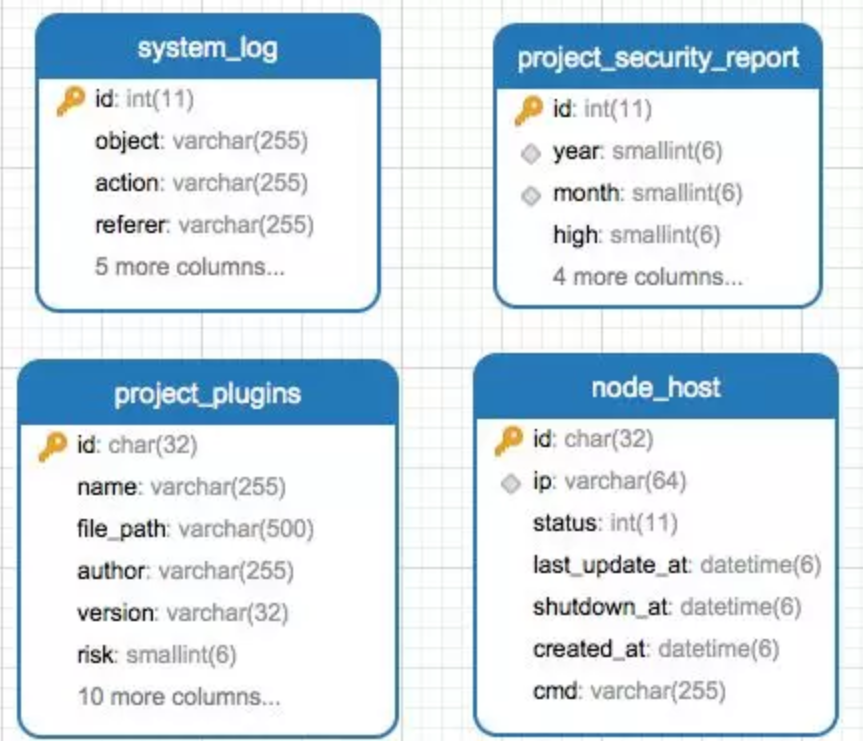 system_log
id: int(11)
object: varchar(255)
action: varchar(255)
referer: varchar(255)
5 more columns...
project_security_report
id: int(11)
year: smallint(6)
month: smallint(6)
high: smallint(6)
4 more columns...
project_plugins
id: char(32)
name: varchar(255)
file_path: varchar(500)
author: varchar(255)
version: varchar(32)
risk: smallint(6)
10 more columns...
node_host
id: char(32)
ip: varchar(64)
status: int(11)
last_update_at: datetime(6)
shutdown_at: datetime(6)
created_at: datetime(6)
cmd: varchar(255)